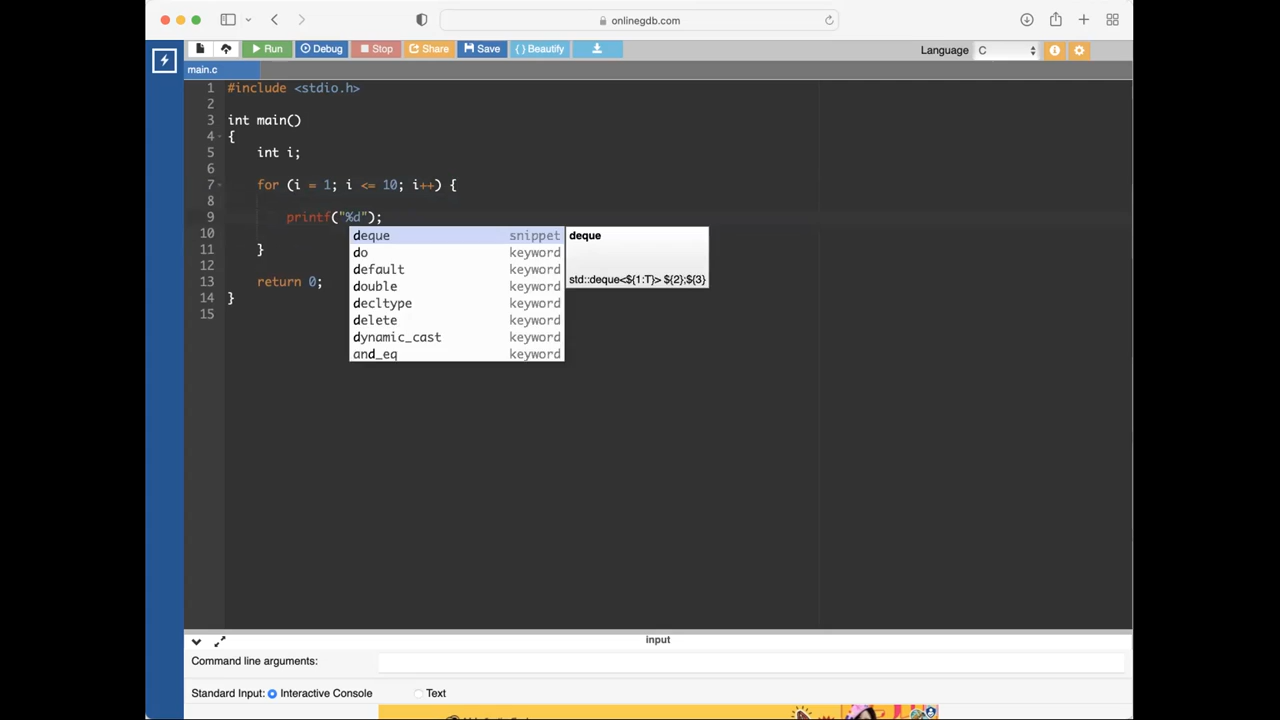 onlinegdb.com
Run Debug Stop Share Save { } Beautify Language C
main.c
1 #include <stdio.h>
2
3 int main()
4 {
5 int i;
6
7 for (i = 1; i <= 10; i++) {
8
9 printf("%d");
10
11 }
12
13 return 0;
14 }
15
deque snippet
do keyword
default keyword
double keyword
decltype keyword
delete keyword
dynamic_cast keyword
and_eq keyword
deque
std::deque<${1:T}> ${2};${3}
input
Command line arguments:
Standard Input: Interactive Console Text